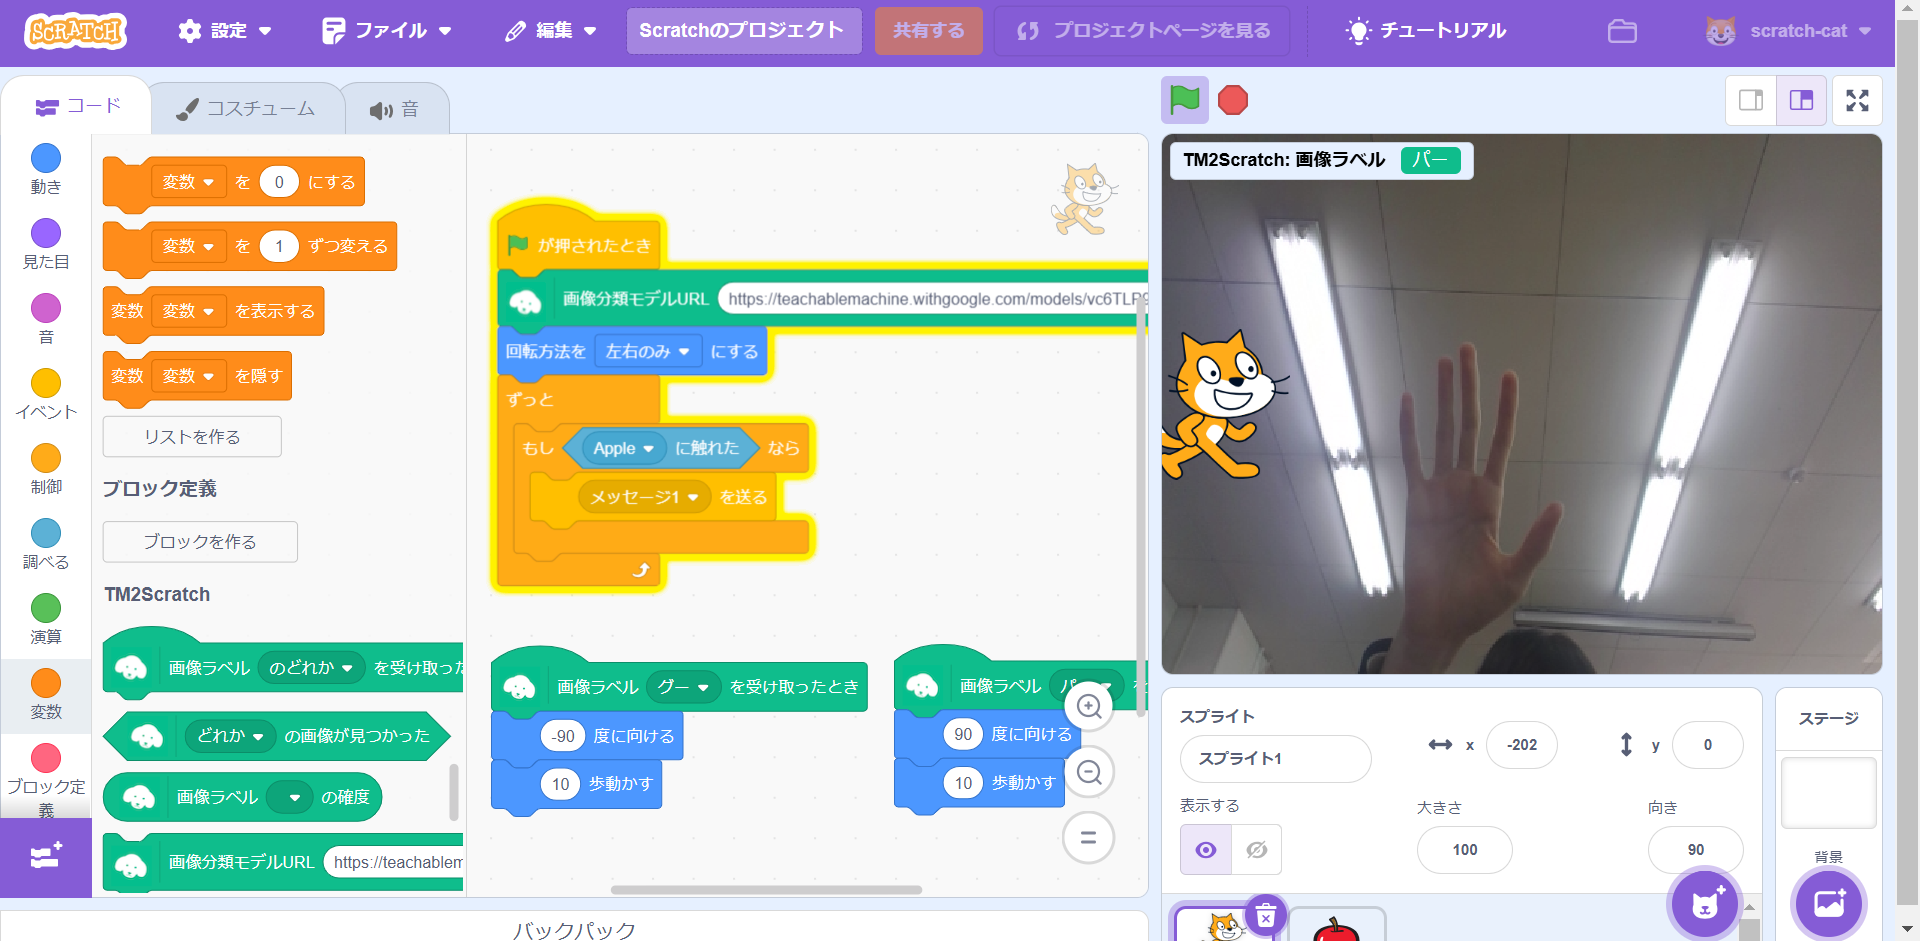 SCRATCH
設定
ファイル
編集
Scratchのプロジェクト
共有する
プロジェクトページを見る
チュートリアル
scratch-cat
コード
コスチューム
音
動き
見た目
音
イベント
制御
調べる
演算
変数
ブロック定
義
変数 を 0 にする
変数 を 1 ずつ変える
変数 変数 を表示する
変数 変数 を隠す
リストを作る
ブロック定義
ブロックを作る
TM2Scratch
画像ラベル のどれか を受け取った
どれか の画像が見つかった
画像ラベル の確度
画像分類モデルURL https://teachablem
が押されたとき
画像分類モデルURL https://teachablemachine.withgoogle.com/models/vc6TLP9
回転方法を 左右のみ にする
ずっと
もし Apple に触れた なら
メッセージ1 を送る
画像ラベル グー を受け取ったとき
-90 度に向ける
10 歩動かす
画像ラベル パー を
90 度に向ける
10 歩動かす
バックパック
TM2Scratch: 画像ラベル パー
スプライト
スプライト1
x -202
y 0
表示する
大きさ
100
向き
90
ステージ
背景